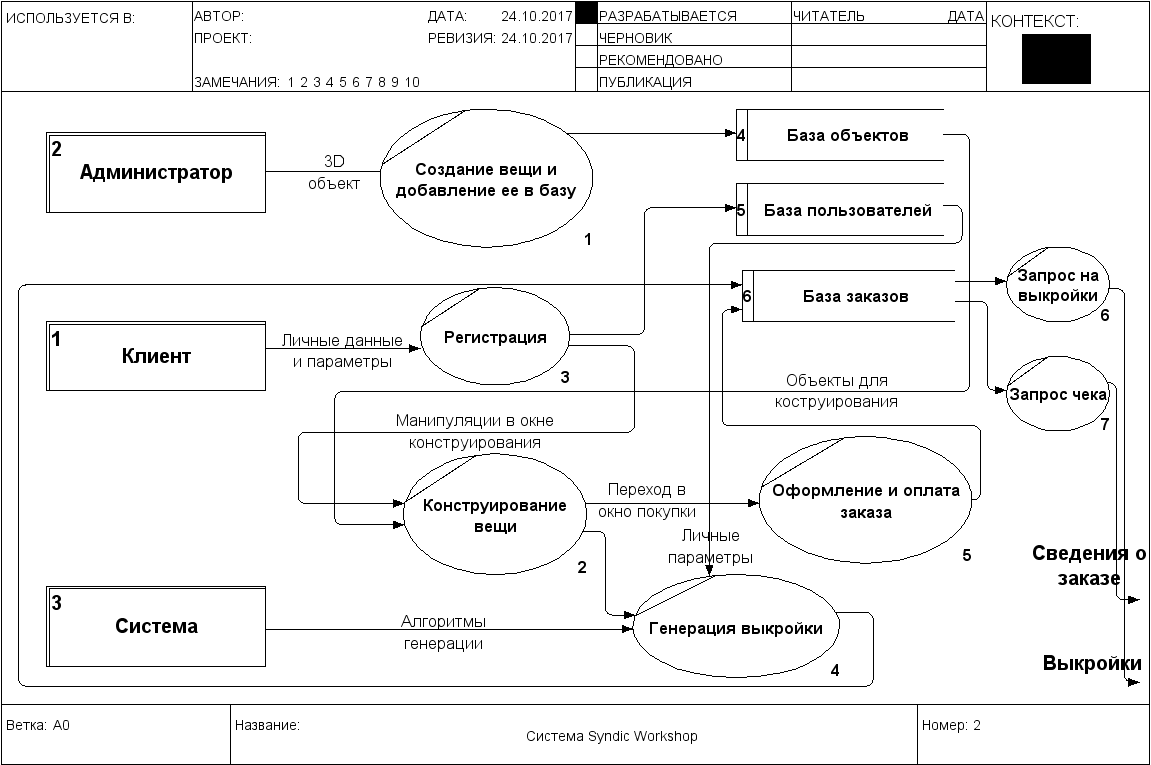 ИСПОЛЬЗУЕТСЯ В:
АВТОР:
ДАТА: 24.10.2017
РАЗРАБАТЫВАЕТСЯ
ЧИТАТЕЛЬ
ДАТА
КОНТЕКСТ:
ПРОЕКТ:
РЕВИЗИЯ: 24.10.2017
ЧЕРНОВИК
РЕКОМЕНДОВАНО
ЗАМЕЧАНИЯ: 1 2 3 4 5 6 7 8 9 10
ПУБЛИКАЦИЯ
2
Администратор
3D
объект
Создание вещи и
добавление ее в базу
1
4
База объектов
5
База пользователей
6
База заказов
Запрос на
выкройки
6
1
Клиент
Личные данные
и параметры
Регистрация
3
Запрос чека
7
Объекты для
коструирования
Манипуляции в окне
конструирования
Конструирование
вещи
2
Переход в
окно покупки
Оформление и оплата
заказа
5
Личные
параметры
Сведения о
заказе
3
Система
Алгоритмы
генерации
Генерация выкройки
4
Выкройки
Ветка: A0
Название:
Система Syndic Workshop
Номер: 2